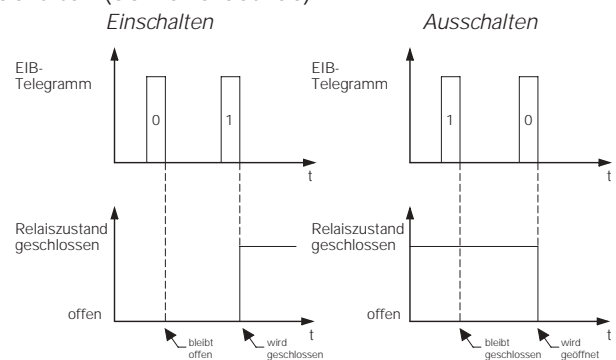 Einschalten
Ausschalten
EIB-
Telegramm
0
1
t
EIB-
Telegramm
1
0
t
Relaiszustand
geschlossen
offen
bleibt
offen
wird
geschlossen
t
Relaiszustand
geschlossen
offen
bleibt
geschlossen
wird
geöffnet
t